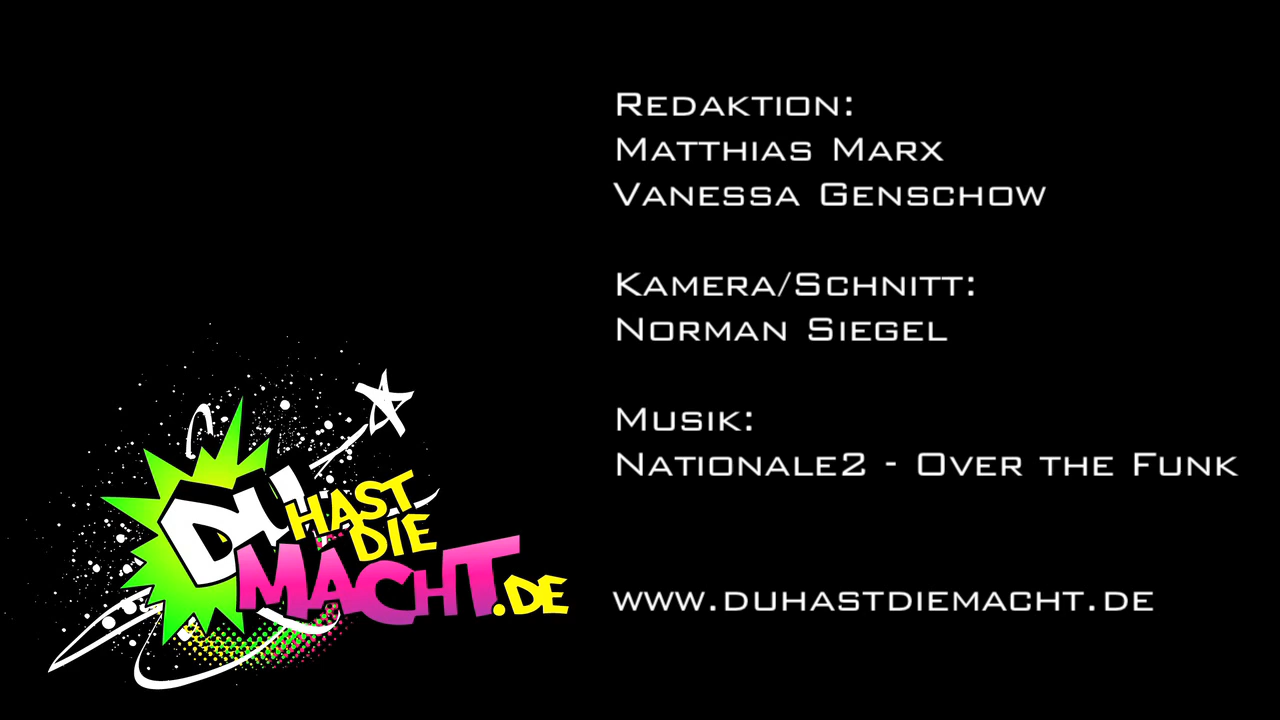 Redaktion:
Matthias Marx
Vanessa Genschow
Kamera/Schnitt:
Norman Siegel
Musik:
Nationale2 - Over the Funk
www.duhastdiemacht.de
DU
HAST
DIE
MACHT.DE